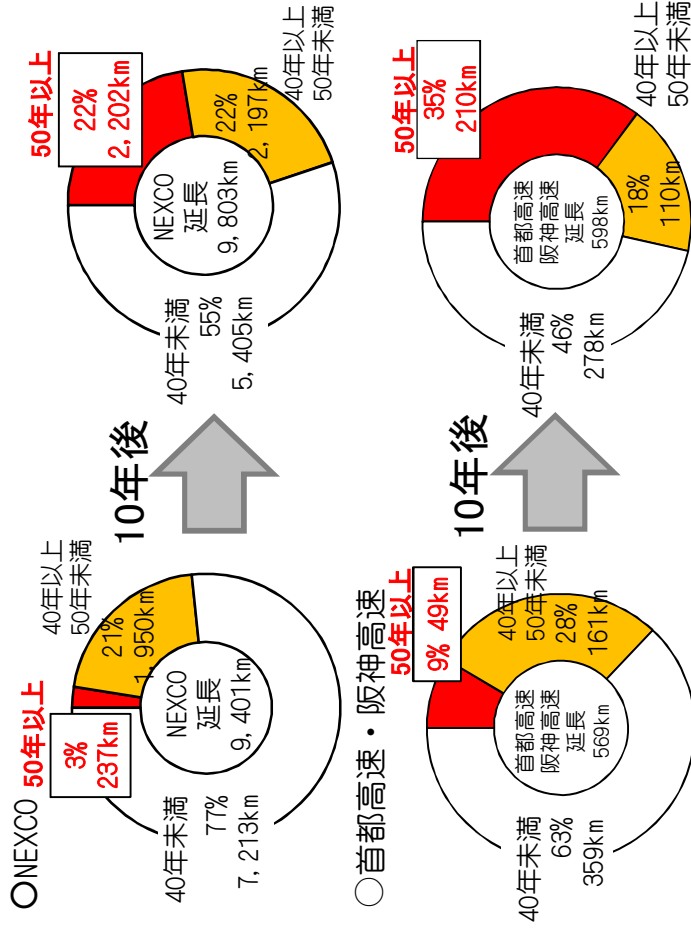 ○NEXCO
50年以上
3%
237km
40年以上
50年未満
21%
1,950km
NEXCO
延長
9,401km
40年未満
77%
7,213km
10年後
50年以上
22%
2,202km
40年以上
50年未満
22%
2,197km
NEXCO
延長
9,803km
40年未満
55%
5,405km
○首都高速・阪神高速
50年以上
9% 49km
40年以上
50年未満
28%
161km
首都高速
阪神高速
延長
569km
40年未満
63%
359km
10年後
50年以上
35%
210km
40年以上
50年未満
18%
110km
首都高速
阪神高速
延長
598km
40年未満
46%
278km